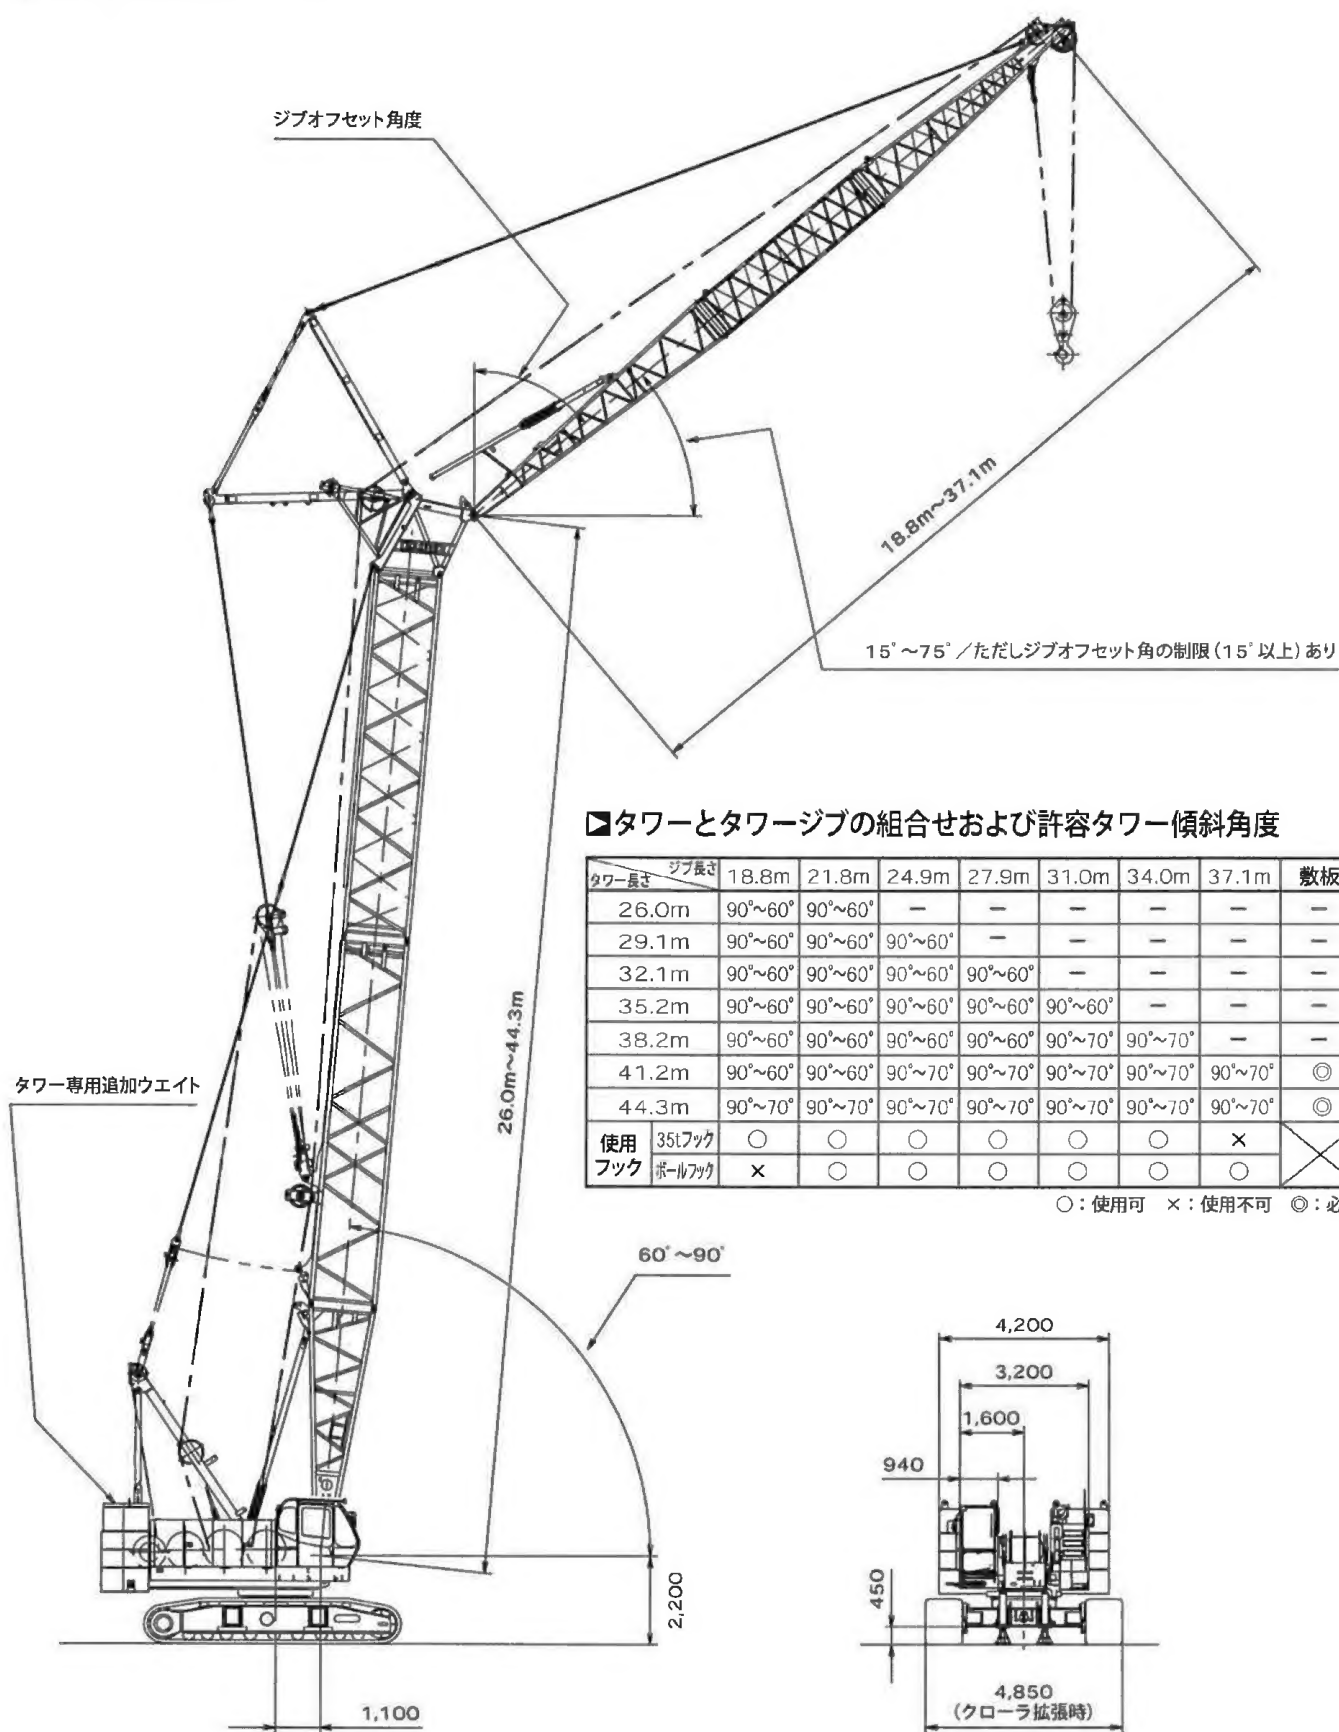 ジブオフセット角度
18.8m～37.1m
15°～75°／ただしジブオフセット角の制限（15°以上）あり
26.0m～44.3m
タワー専用追加ウエイト
▶タワーとタワージブの組合せおよび許容タワー傾斜角度
タワー長さ ジブ長さ 18.8m 21.8m 24.9m 27.9m 31.0m 34.0m 37.1m 敷板
26.0m 90°~60° 90°~60° － － － － － －
29.1m 90°~60° 90°~60° 90°~60° － － － － －
32.1m 90°~60° 90°~60° 90°~60° 90°~60° － － － －
35.2m 90°~60° 90°~60° 90°~60° 90°~60° 90°~60° － － －
38.2m 90°~60° 90°~60° 90°~60° 90°~60° 90°~70° 90°~70° － －
41.2m 90°~60° 90°~60° 90°~70° 90°~70° 90°~70° 90°~70° 90°~70° ◎
44.3m 90°~70° 90°~70° 90°~70° 90°~70° 90°~70° 90°~70° 90°~70° ◎
使用フック 35tフック ○ ○ ○ ○ ○ ○ ×
ボールフック × ○ ○ ○ ○ ○ ○
○：使用可 ×：使用不可 ◎：必
60°～90°
2,200
1,100
4,200
3,200
1,600
940
450
4,850
（クローラ拡張時）